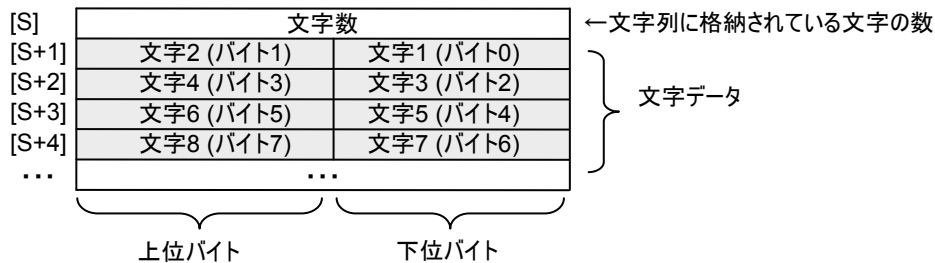 [S] 文字数 ←文字列に格納されている文字の数
[S+1] 文字2 (バイト1) 文字1 (バイト0)
[S+2] 文字4 (バイト3) 文字3 (バイト2)
文字データ
[S+3] 文字6 (バイト5) 文字5 (バイト4)
[S+4] 文字8 (バイト7) 文字7 (バイト6)
・・・ ・・・
上位バイト 下位バイト